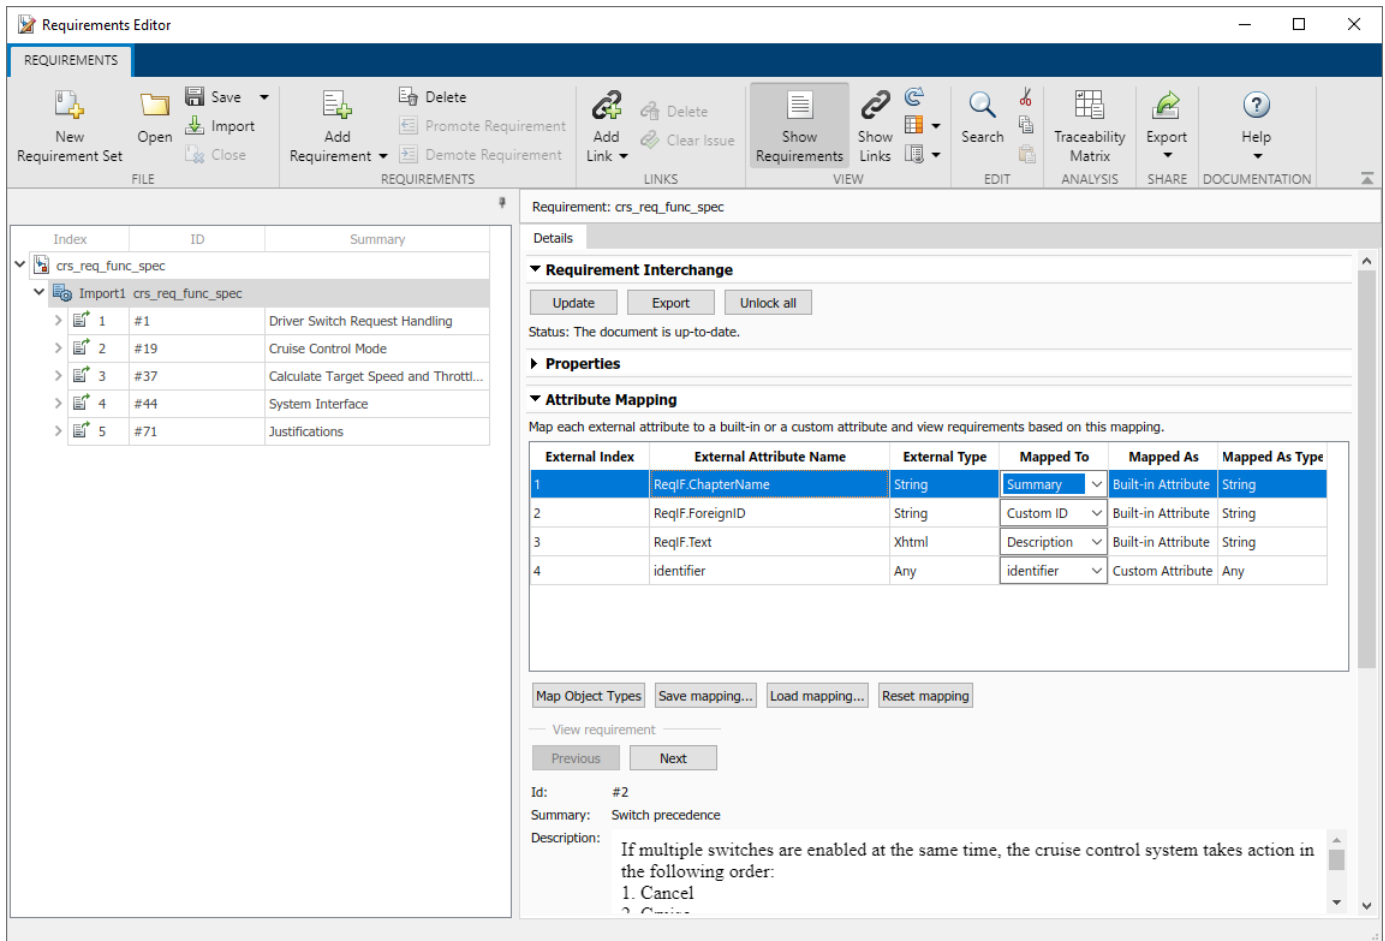 Requirements Editor
REQUIREMENTS
New Requirement Set
Open
Save
Import
Close
FILE
Add Requirement
Delete
Promote Requirement
Demote Requirement
REQUIREMENTS
Add Link
Delete
Clear Issue
LINKS
Show Requirements
Show Links
VIEW
Search
EDIT
Traceability Matrix
ANALYSIS
Export
SHARE
Help
DOCUMENTATION
Index ID Summary
crs_req_func_spec
Import1 crs_req_func_spec
1 #1 Driver Switch Request Handling
2 #19 Cruise Control Mode
3 #37 Calculate Target Speed and Throttl...
4 #44 System Interface
5 #71 Justifications
Requirement: crs_req_func_spec
Details
Requirement Interchange
Update Export Unlock all
Status: The document is up-to-date.
Properties
Attribute Mapping
Map each external attribute to a built-in or a custom attribute and view requirements based on this mapping.
External Index External Attribute Name External Type Mapped To Mapped As Mapped As Type
1 ReqIF.ChapterName String Summary Built-in Attribute String
2 ReqIF.ForeignID String Custom ID Built-in Attribute String
3 ReqIF.Text Xhtml Description Built-in Attribute String
4 identifier Any identifier Custom Attribute Any
Map Object Types Save mapping... Load mapping... Reset mapping
View requirement
Previous Next
Id: #2
Summary: Switch precedence
Description: If multiple switches are enabled at the same time, the cruise control system takes action in
the following order:
1. Cancel
2. Cruise